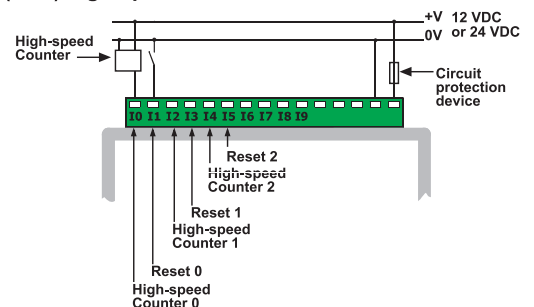 +V 12 VDC
0V or 24 VDC
High-speed
Counter
Circuit
protection
device
I0 I1 I2 I3 I4 I5 I6 I7 I8 I9
Reset 2
High-speed
Counter 2
Reset 1
High-speed
Counter 1
Reset 0
High-speed
Counter 0